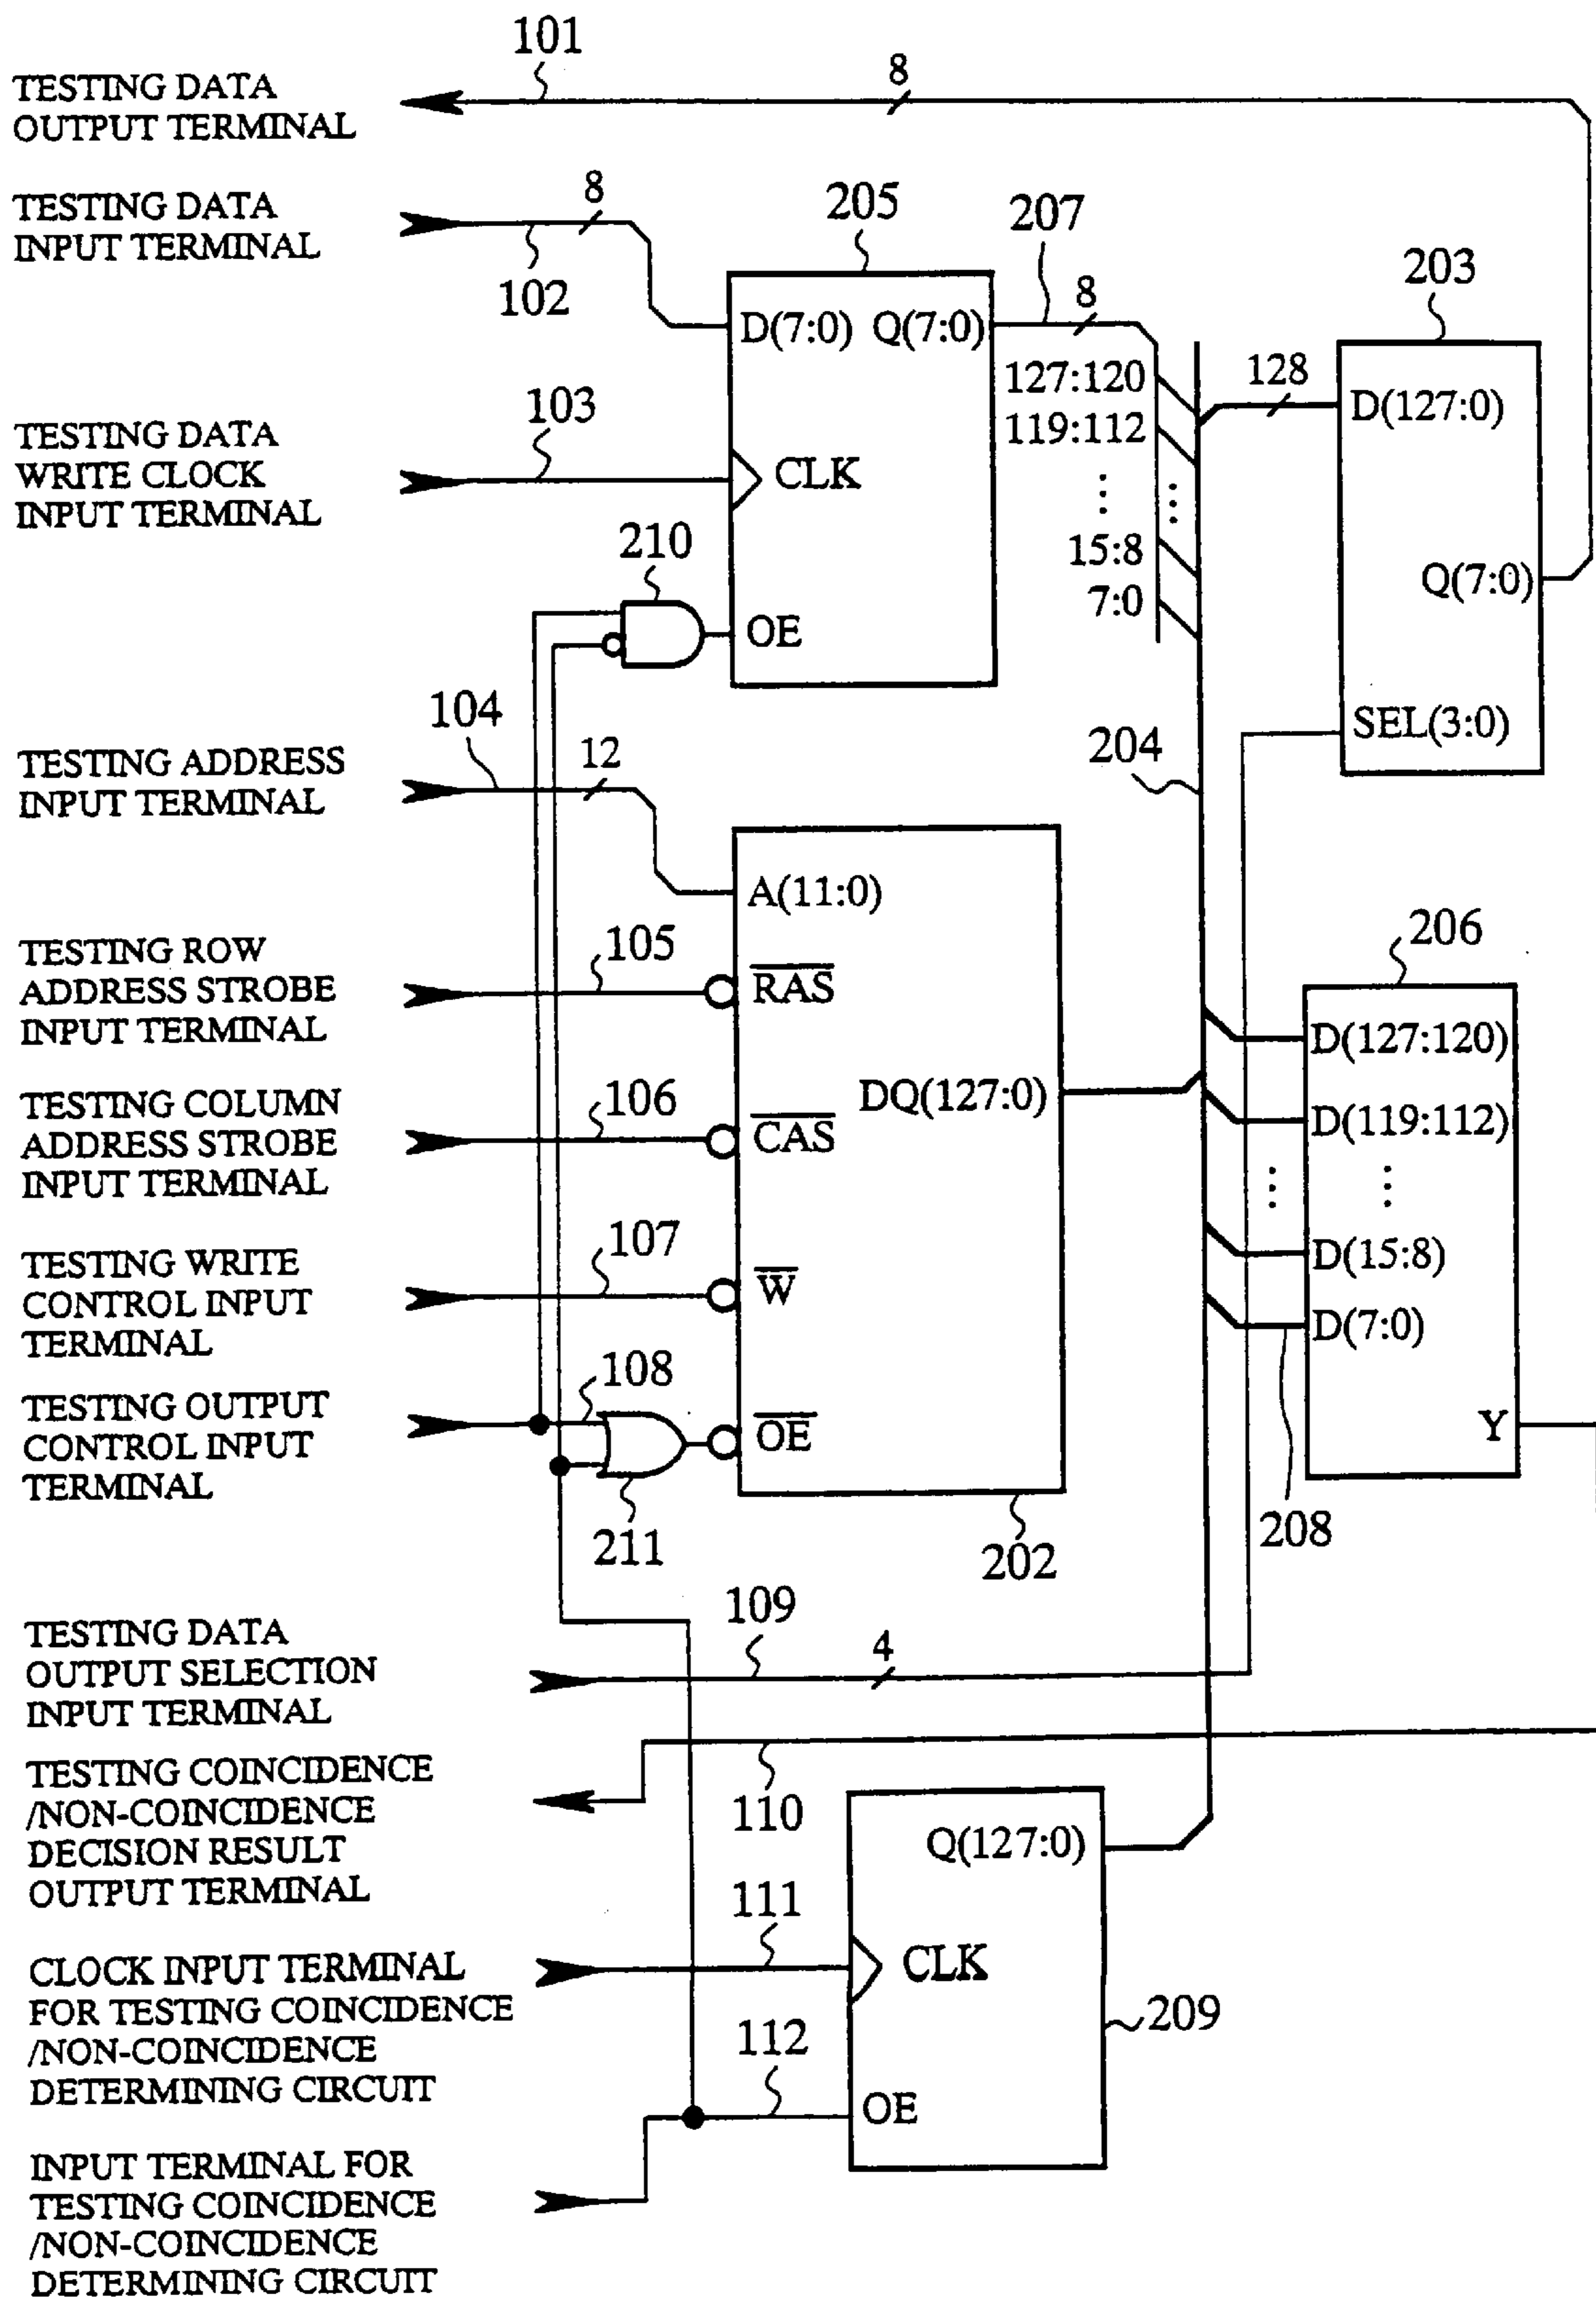 101
8
TESTING DATA
OUTPUT TERMINAL
TESTING DATA
INPUT TERMINAL
8
102
205
207
8
203
D(7:0) Q(7:0)
127:120
119:112
⋮ ⋮
15:8
7:0
128
D(127:0)
Q(7:0)
SEL(3:0)
TESTING DATA
WRITE CLOCK
INPUT TERMINAL
103
CLK
210
OE
104
204
TESTING ADDRESS
INPUT TERMINAL
12
A(11:0)
TESTING ROW
ADDRESS STROBE
INPUT TERMINAL
105
R̅A̅S̅
206
D(127:120)
D(119:112)
⋮ ⋮
D(15:8)
D(7:0)
Y
208
DQ(127:0)
TESTING COLUMN
ADDRESS STROBE
INPUT TERMINAL
106
C̅A̅S̅
TESTING WRITE
CONTROL INPUT
TERMINAL
107
W̅
TESTING OUTPUT
CONTROL INPUT
TERMINAL
108
O̅E̅
211
202
TESTING DATA
OUTPUT SELECTION
INPUT TERMINAL
109
4
TESTING COINCIDENCE
/NON-COINCIDENCE
DECISION RESULT
OUTPUT TERMINAL
110
Q(127:0)
CLOCK INPUT TERMINAL
FOR TESTING COINCIDENCE
/NON-COINCIDENCE
DETERMINING CIRCUIT
111
CLK
209
112
OE
INPUT TERMINAL FOR
TESTING COINCIDENCE
/NON-COINCIDENCE
DETERMINING CIRCUIT